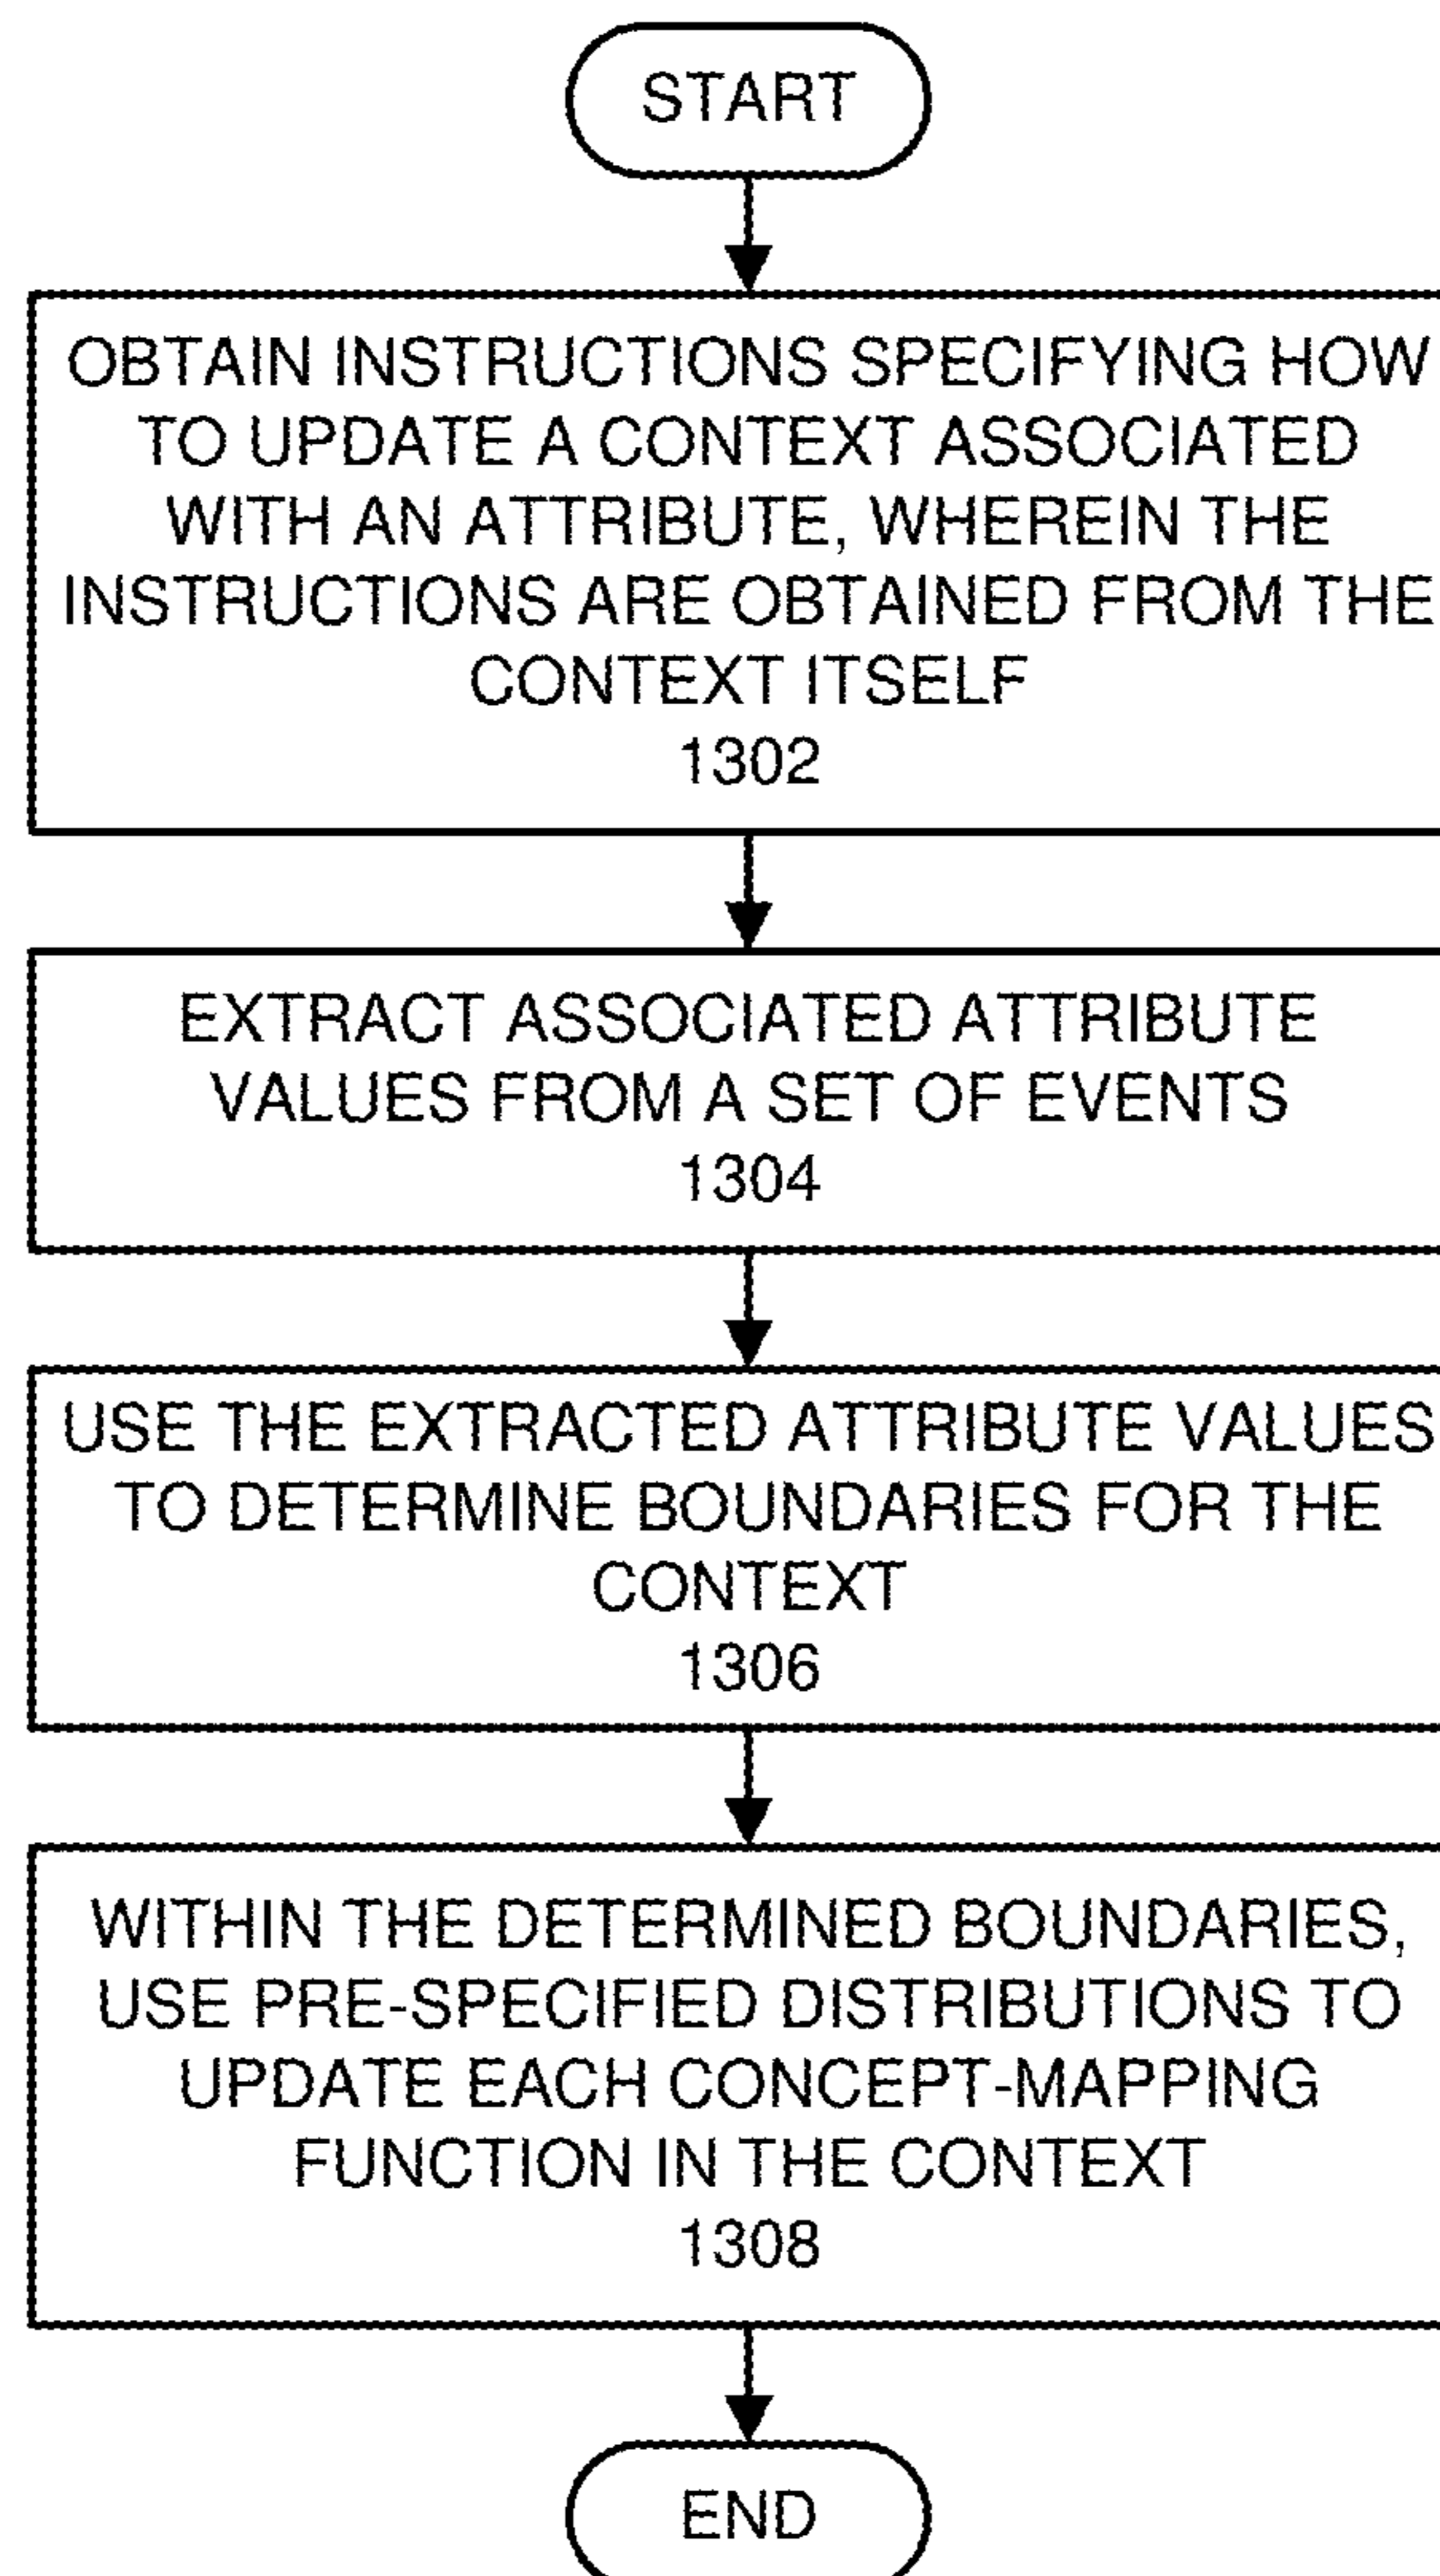 START
OBTAIN INSTRUCTIONS SPECIFYING HOW
TO UPDATE A CONTEXT ASSOCIATED
WITH AN ATTRIBUTE, WHEREIN THE
INSTRUCTIONS ARE OBTAINED FROM THE
CONTEXT ITSELF
1302
EXTRACT ASSOCIATED ATTRIBUTE
VALUES FROM A SET OF EVENTS
1304
USE THE EXTRACTED ATTRIBUTE VALUES
TO DETERMINE BOUNDARIES FOR THE
CONTEXT
1306
WITHIN THE DETERMINED BOUNDARIES,
USE PRE-SPECIFIED DISTRIBUTIONS TO
UPDATE EACH CONCEPT-MAPPING
FUNCTION IN THE CONTEXT
1308
END